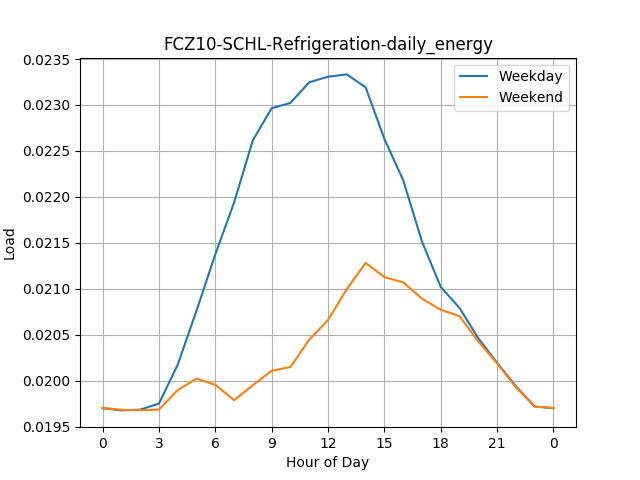 FCZ10-SCHL-Refrigeration-daily_energy
Weekday
Weekend
Load
0.0235
0.0230
0.0225
0.0220
0.0215
0.0210
0.0205
0.0200
0.0195
0 3 6 9 12 15 18 21 0
Hour of Day